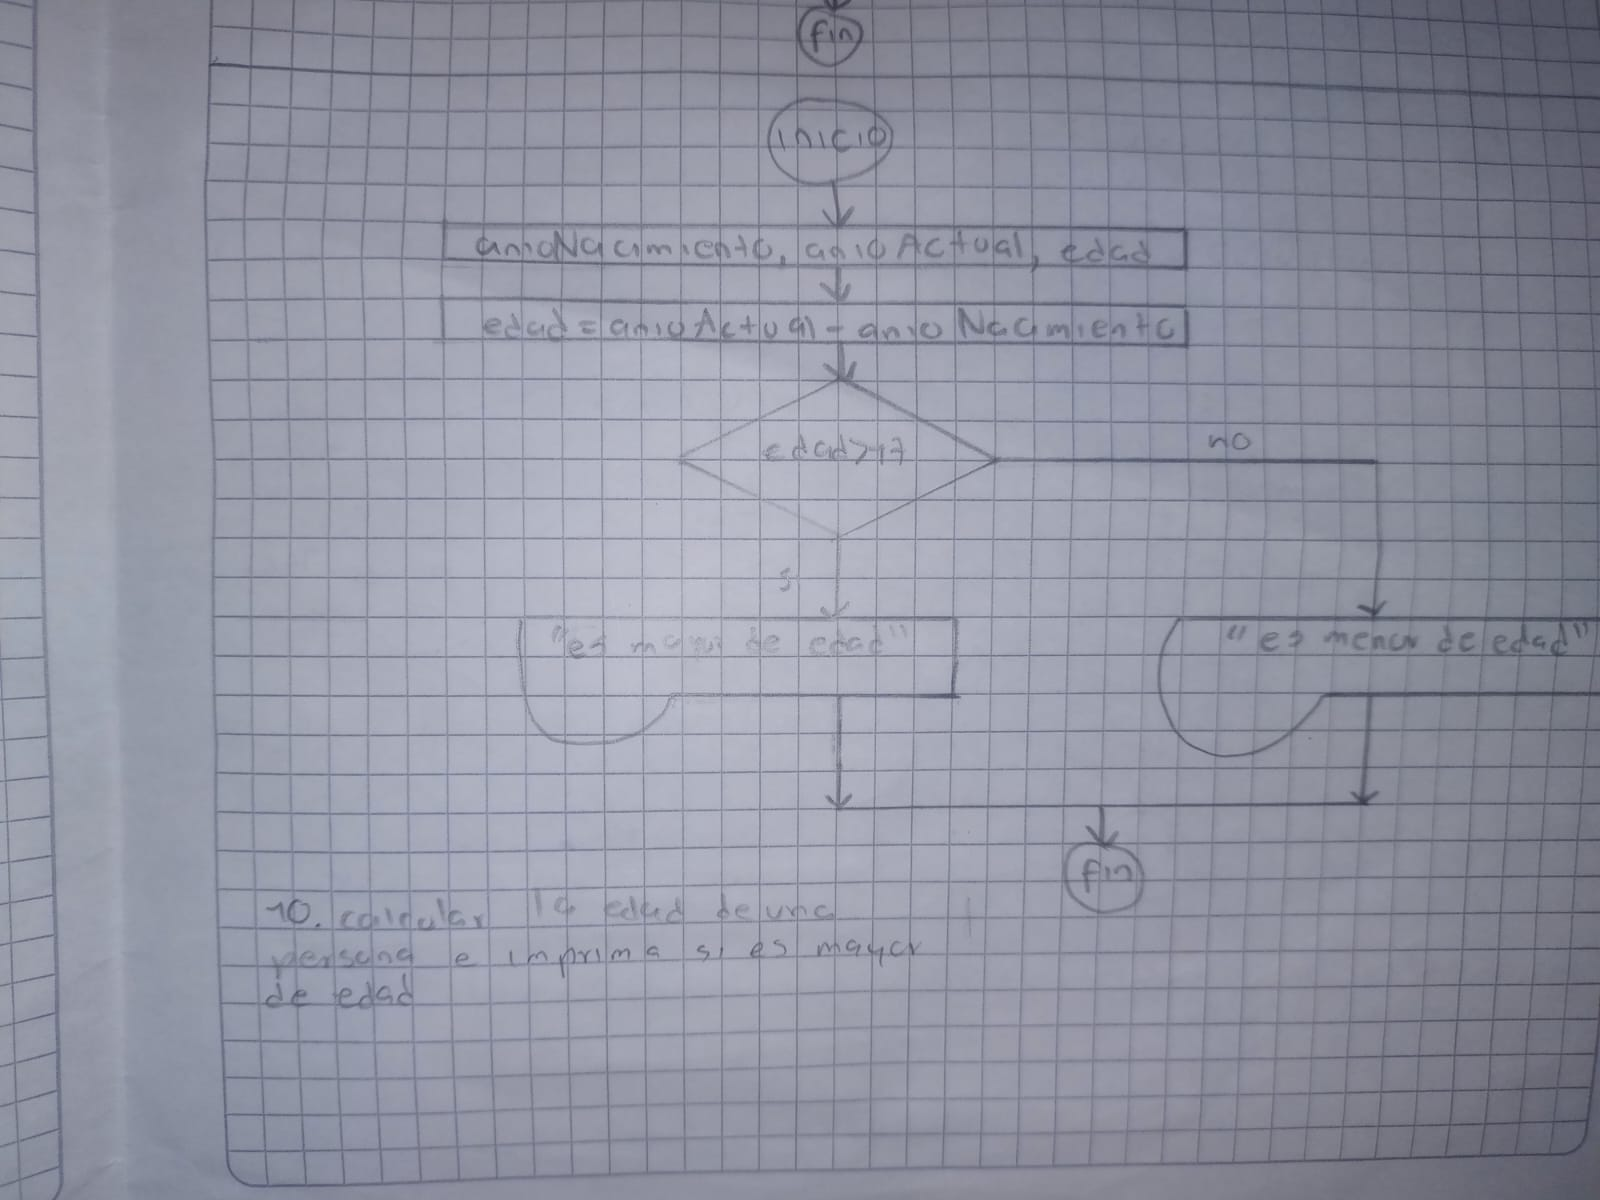 fin
inicio
anioNacimiento, anioActual, edad
edad = anioActual - anioNacimiento
edad>17
no
si
"es mayor de edad"
"es menor de edad"
fin
10. calcular la edad de una
persona e imprima si es mayor
de edad